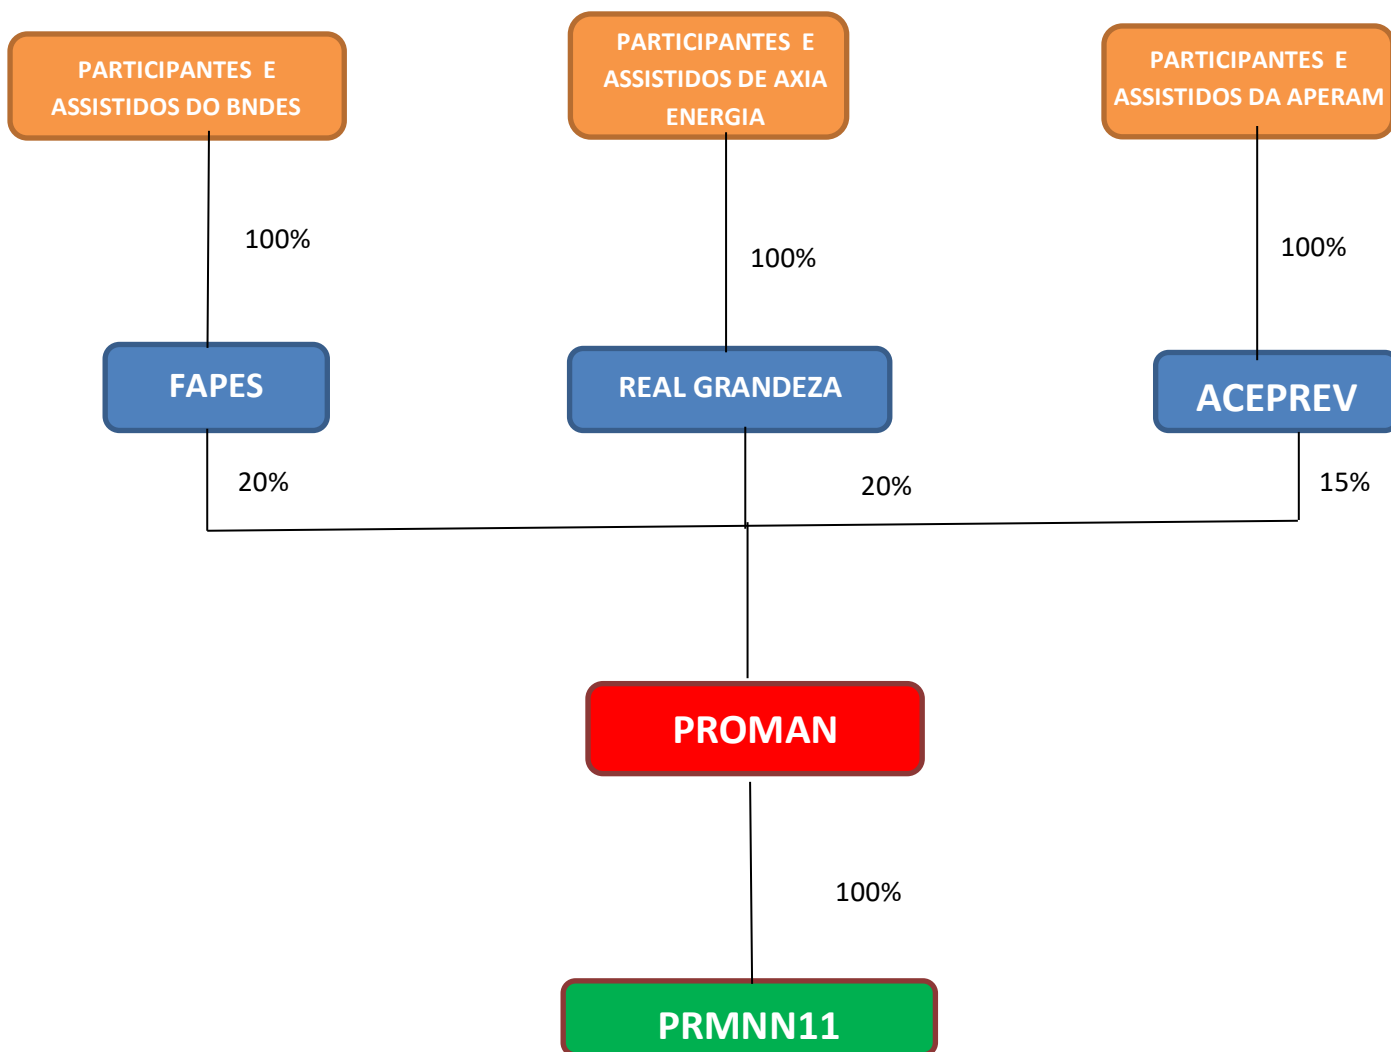 PARTICIPANTES E
ASSISTIDOS DO BNDES
PARTICIPANTES E
ASSISTIDOS DE AXIA
ENERGIA
PARTICIPANTES E
ASSISTIDOS DA APERAM
100%
100%
100%
FAPES
REAL GRANDEZA
ACEPREV
20%
20%
15%
PROMAN
100%
PRMNN11